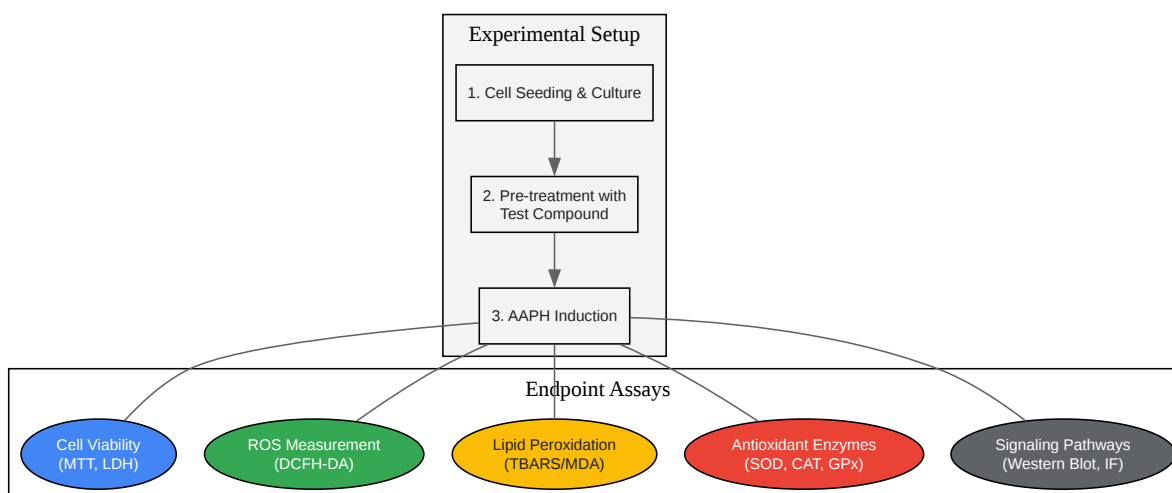 Experimental Setup
1. Cell Seeding & Culture
2. Pre-treatment with
Test Compound
3. AAPH Induction
Endpoint Assays
Cell Viability
(MTT, LDH)
ROS Measurement
(DCFH-DA)
Lipid Peroxidation
(TBARS/MDA)
Antioxidant Enzymes
(SOD, CAT, GPx)
Signaling Pathways
(Western Blot, IF)